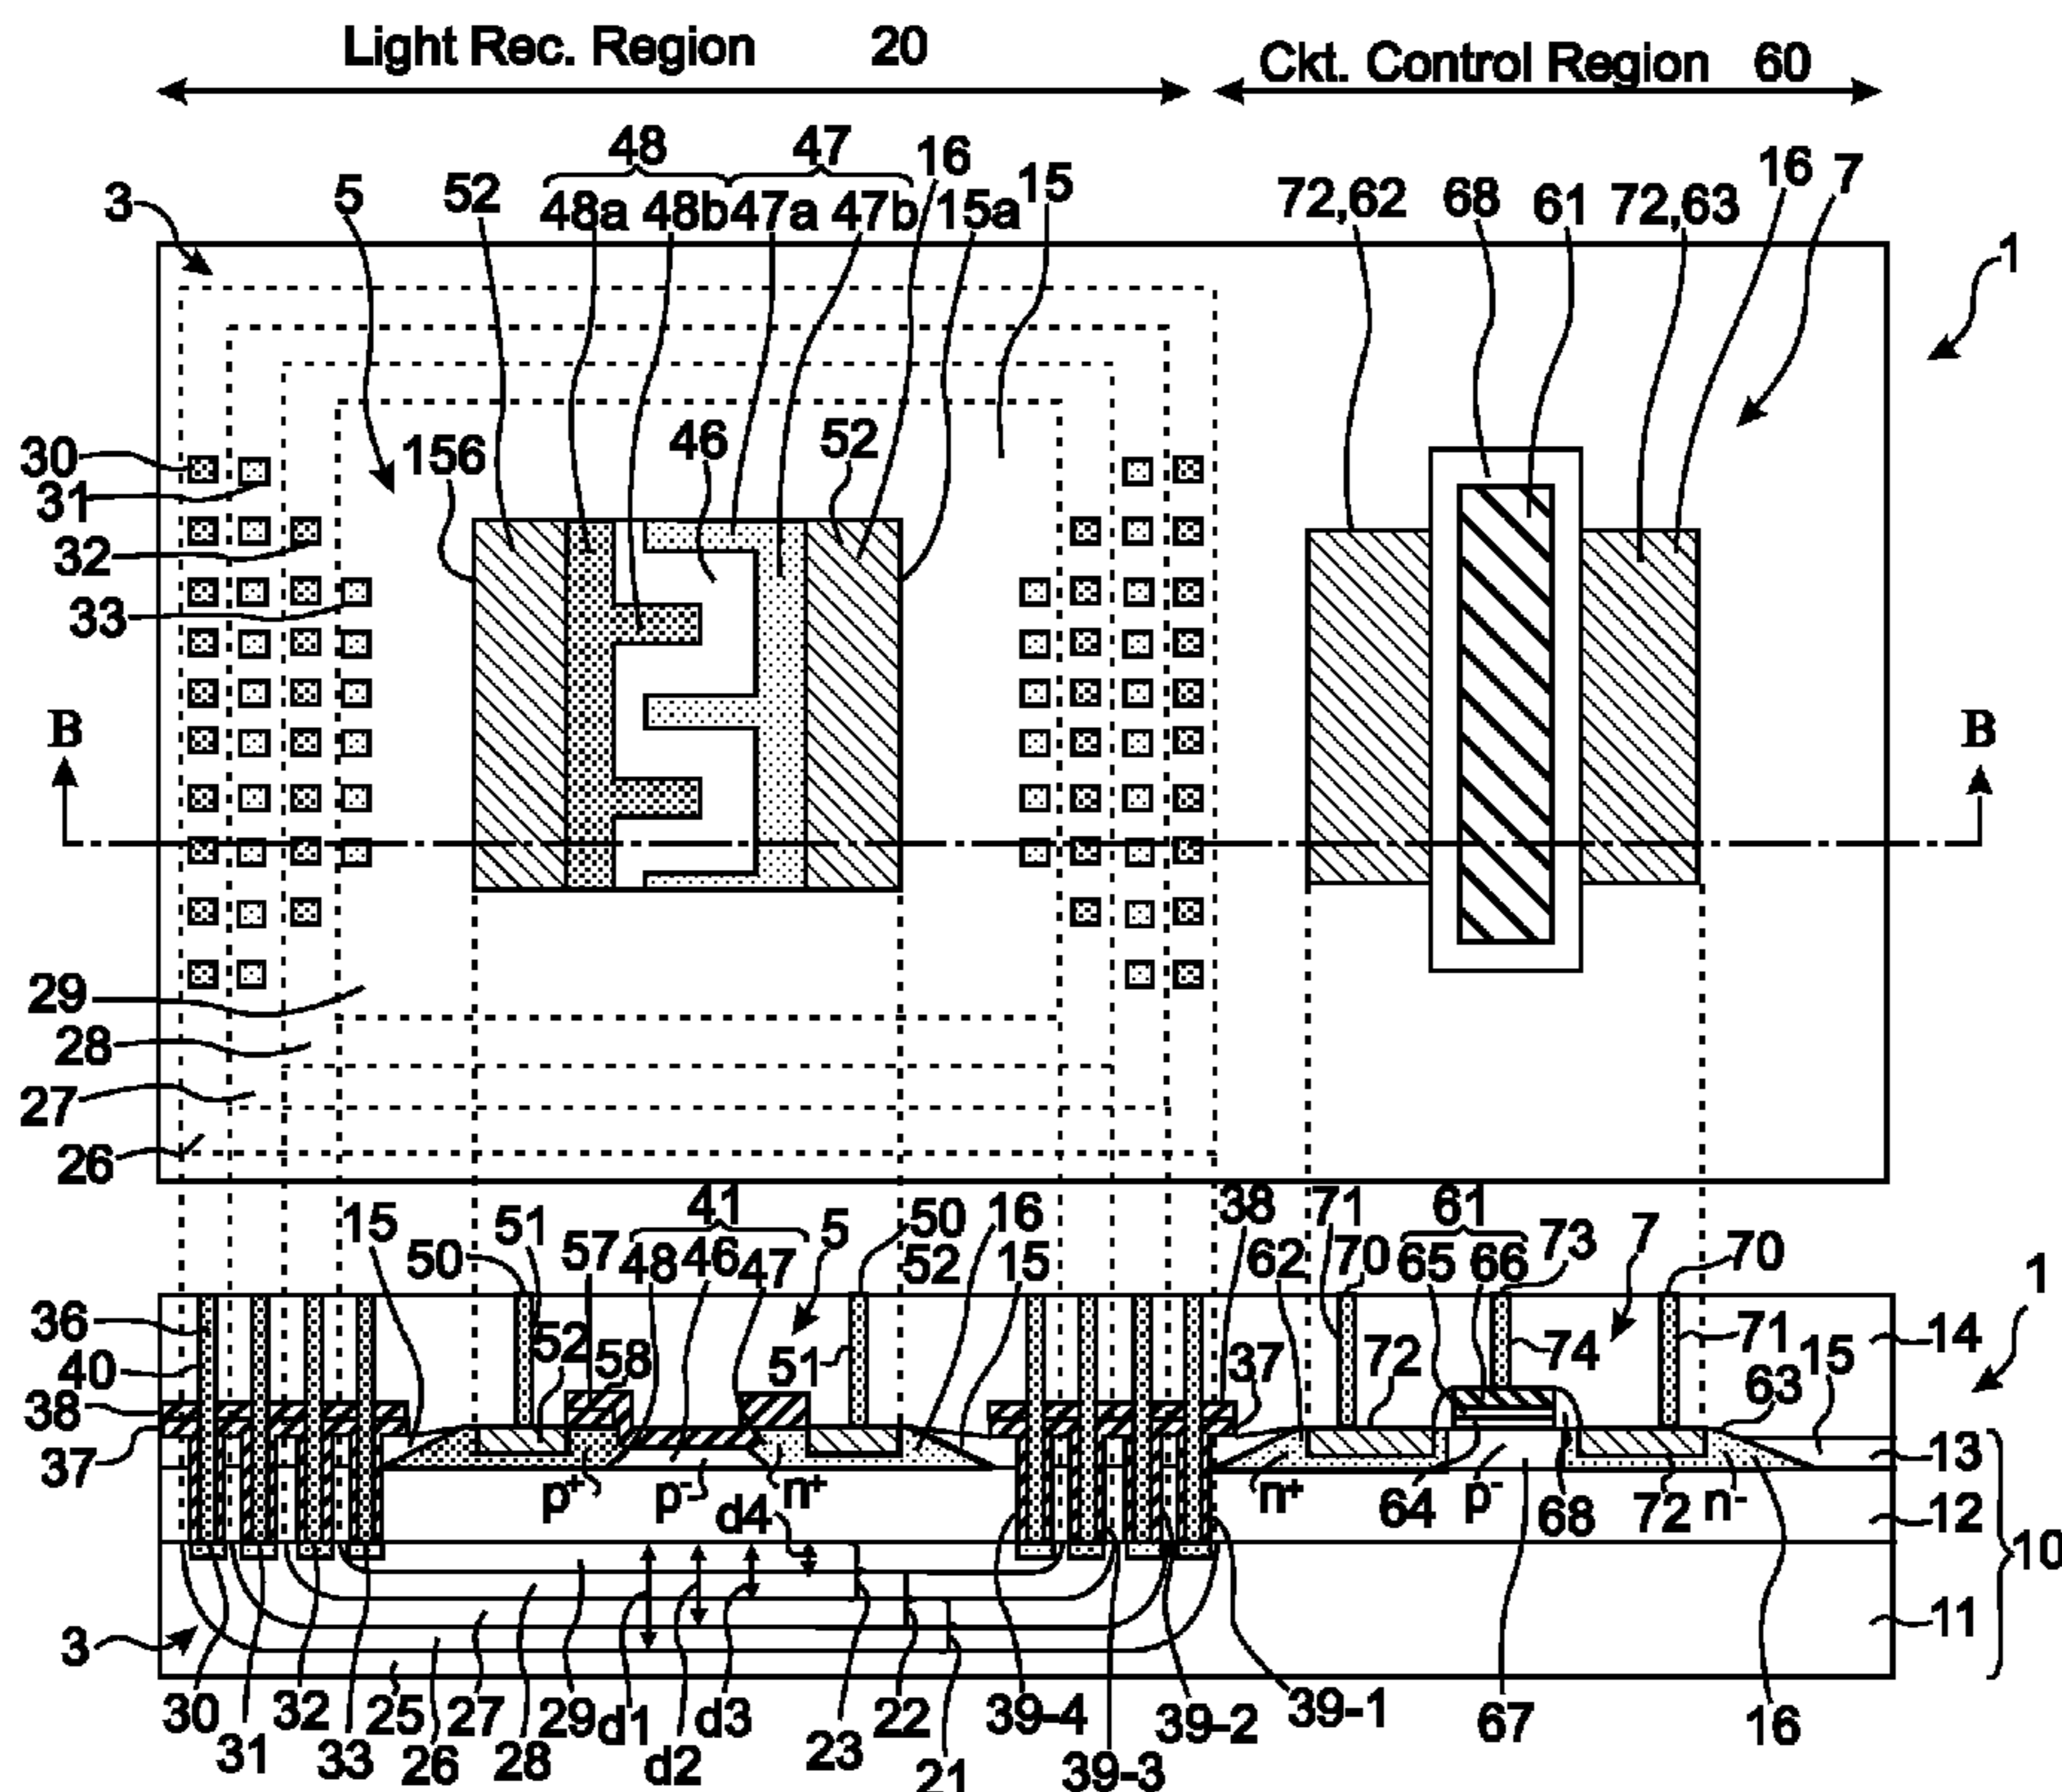 Light Rec. Region 20
Ckt. Control Region 60
48 47
3 5 52 48a 48b 47a 47b 16 15a 15
72,62 68 61 72,63 16 7
1
30 156 46 52
31
32
33
B B
29
28
27
26
15 50 51 57 41 48 46 47 5 50 52 16 15 38 62 71 70 61 65 66 73 7 70 1
36 52 58 51 37 72 74 71 14 15
40 63
38
37 13
p+ p- n+ n+ 64 p- 68 72 n- 12
d4 10
11
3
30 32 25 27 29 d1 d3 22 39-4 39-2 39-1 67 16
31 33 26 28 d2 23 21 39-3